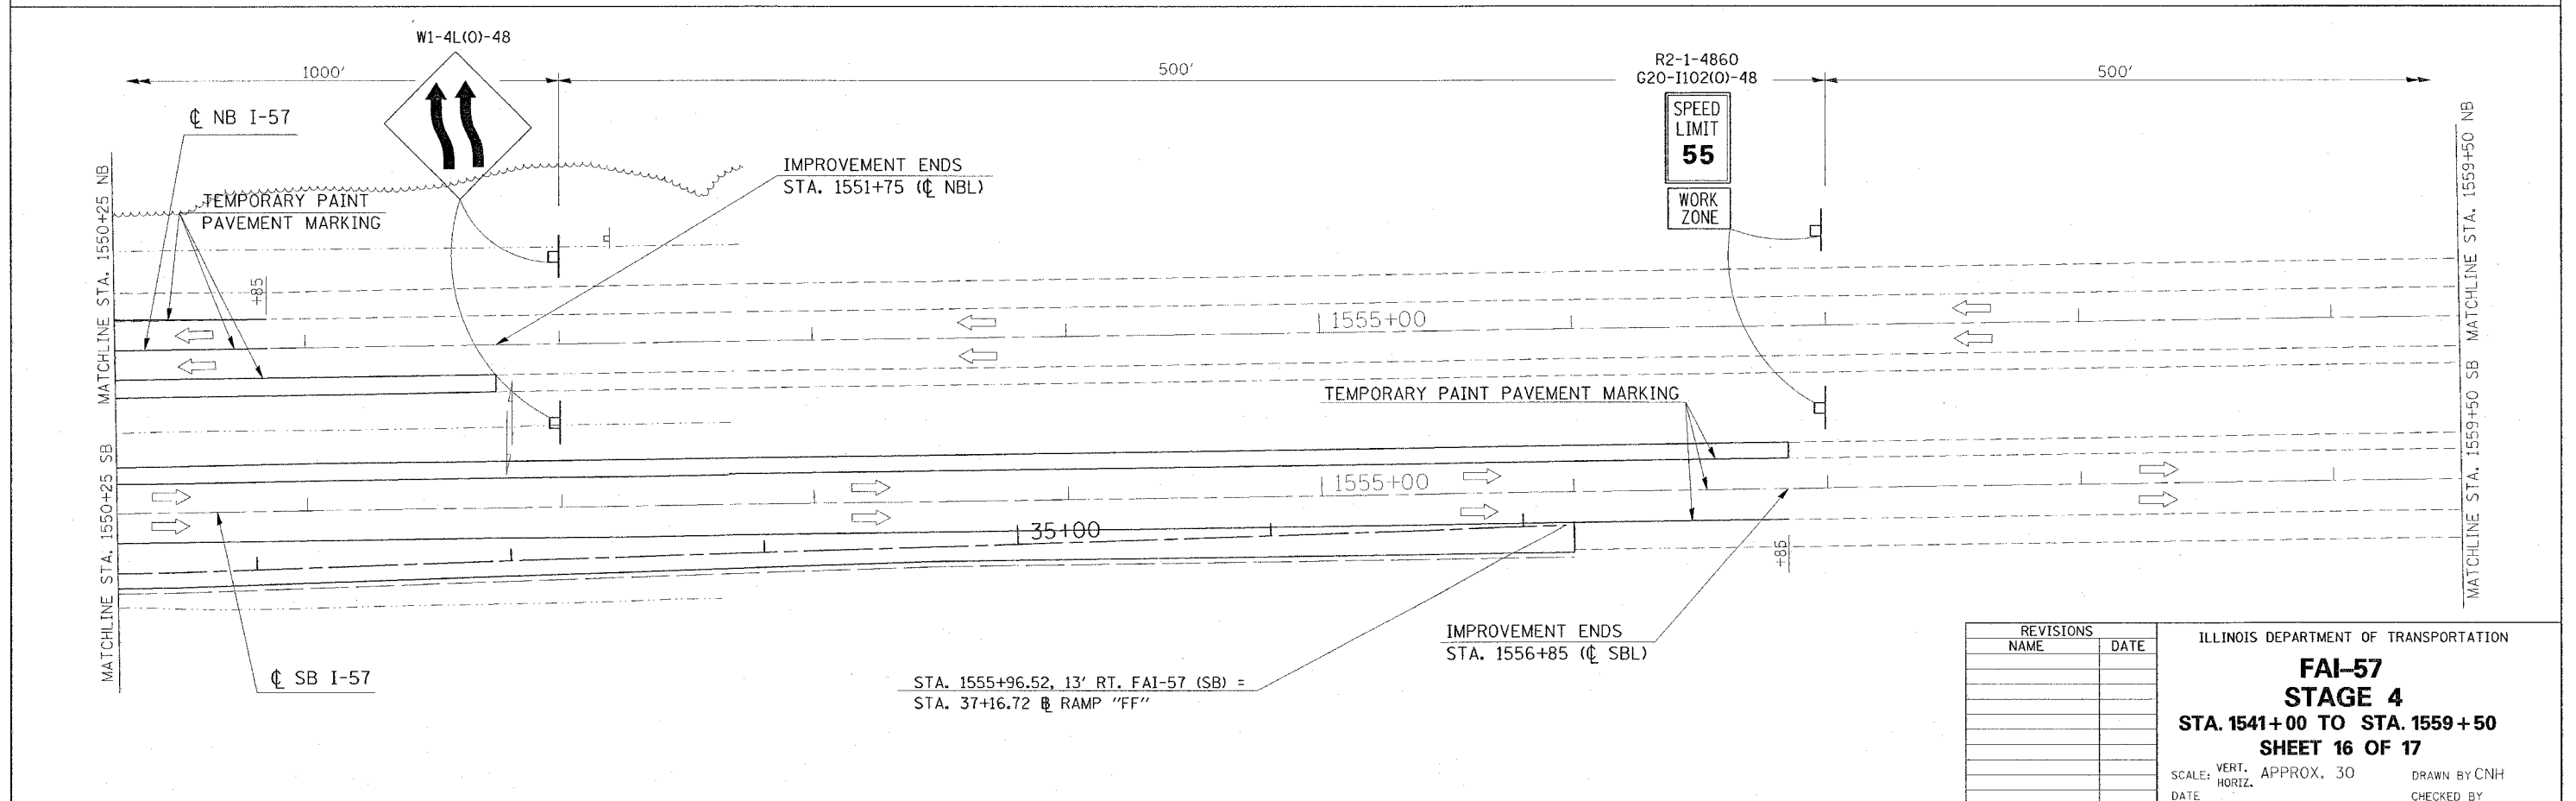 W1-4L(O)-48
1000'
500'
R2-1-4860
G20-I102(O)-48
500'
SPEED
LIMIT
55
WORK
ZONE
℄ NB I-57
IMPROVEMENT ENDS
STA. 1551+75 (℄ NBL)
TEMPORARY PAINT
PAVEMENT MARKING
MATCHLINE STA. 1550+25 NB
+85
1555+00
MATCHLINE STA. 1559+50 NB
TEMPORARY PAINT PAVEMENT MARKING
MATCHLINE STA. 1550+25 SB
1555+00
35+00
+85
MATCHLINE STA. 1559+50 SB
℄ SB I-57
STA. 1555+96.52, 13' RT. FAI-57 (SB) =
STA. 37+16.72  B RAMP "FF"
IMPROVEMENT ENDS
STA. 1556+85 (℄ SBL)
REVISIONS
NAME DATE
ILLINOIS DEPARTMENT OF TRANSPORTATION
FAI-57
STAGE 4
STA. 1541+00 TO STA. 1559+50
SHEET 16 OF 17
SCALE: VERT. HORIZ. APPROX. 30 DRAWN BY CNH
DATE CHECKED BY